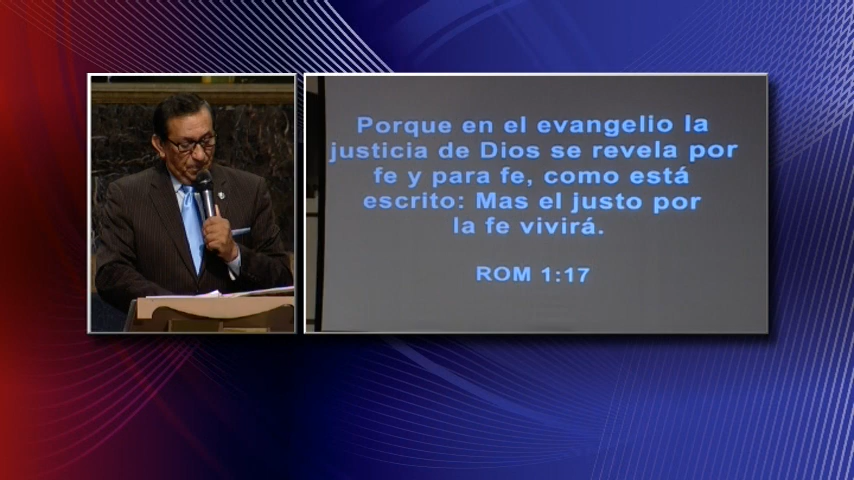 Porque en el evangelio la
justicia de Dios se revela por
fe y para fe, como está
escrito: Mas el justo por
la fe vivirá.
ROM 1:17